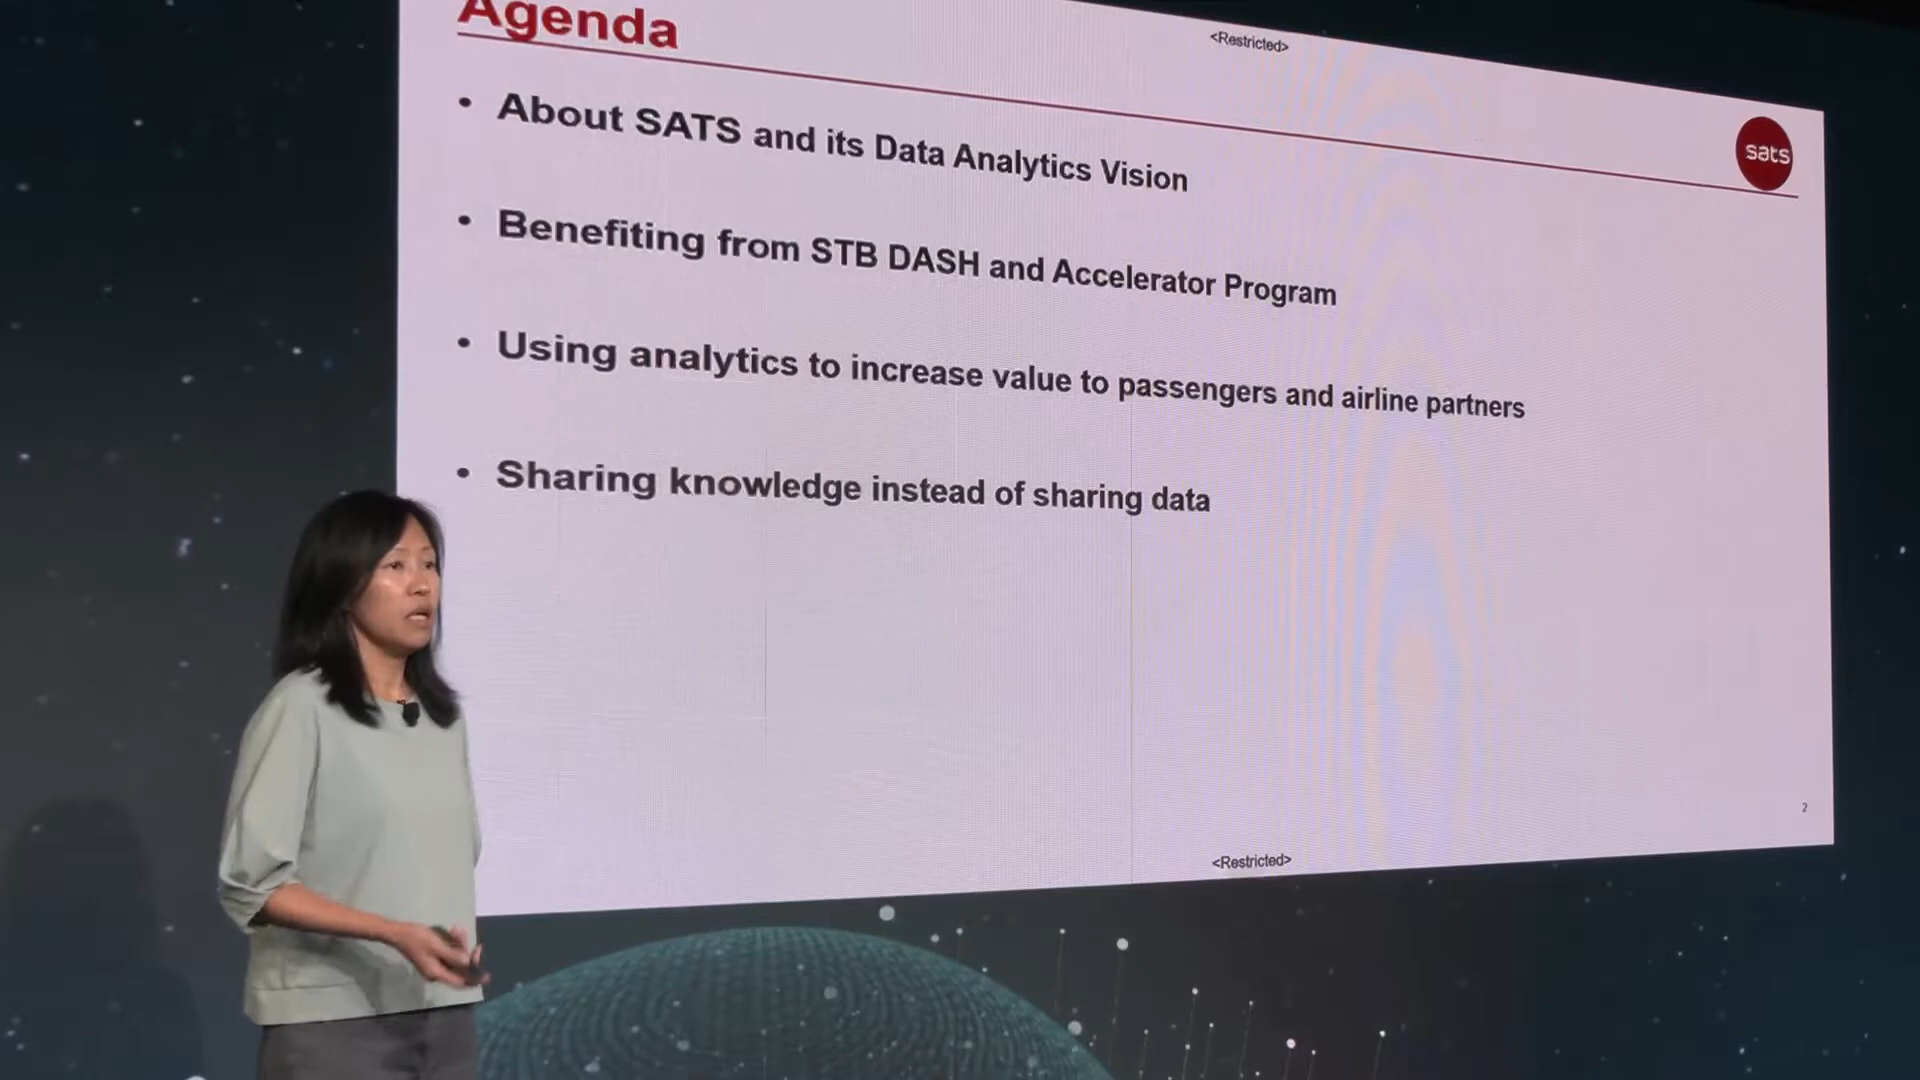 Agenda
<Restricted>
sats
• About SATS and its Data Analytics Vision
• Benefiting from STB DASH and Accelerator Program
• Using analytics to increase value to passengers and airline partners
• Sharing knowledge instead of sharing data
2
<Restricted>